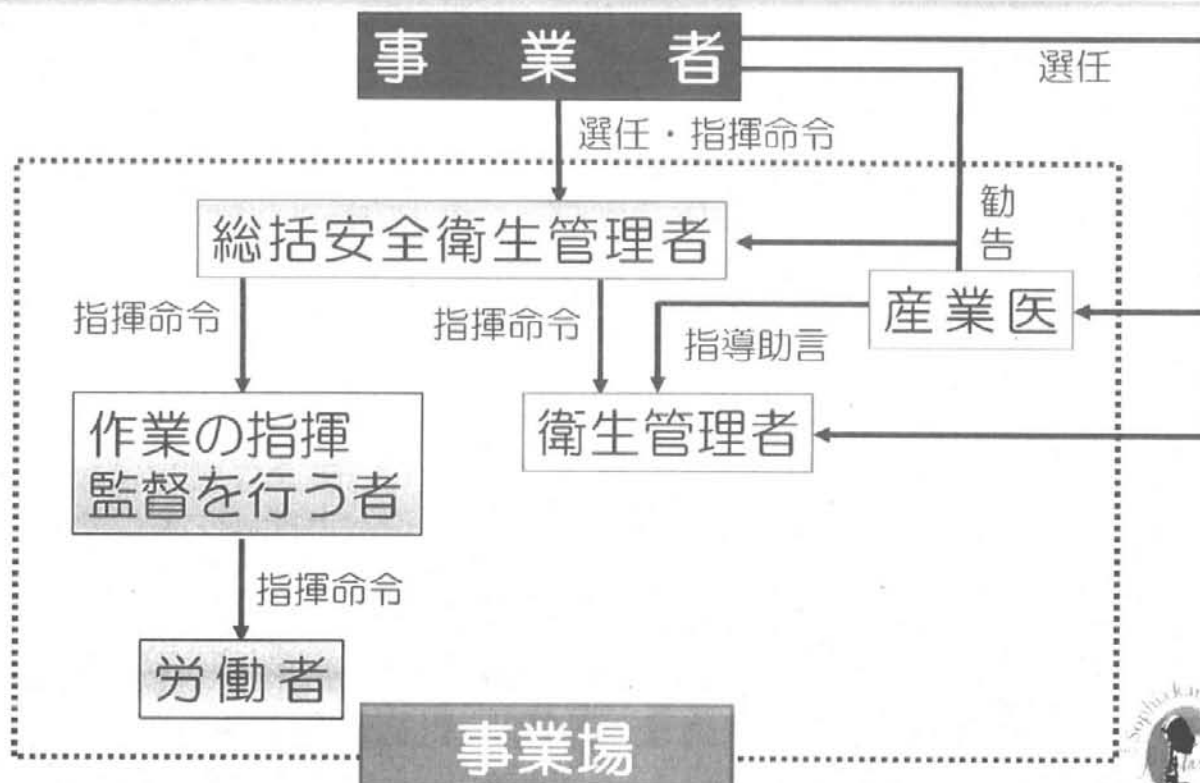 事業者
選任
選任・指揮命令
勧告
総括安全衛生管理者
産業医
指揮命令
指揮命令
指導助言
作業の指揮
監督を行う者
衛生管理者
指揮命令
労働者
事業場